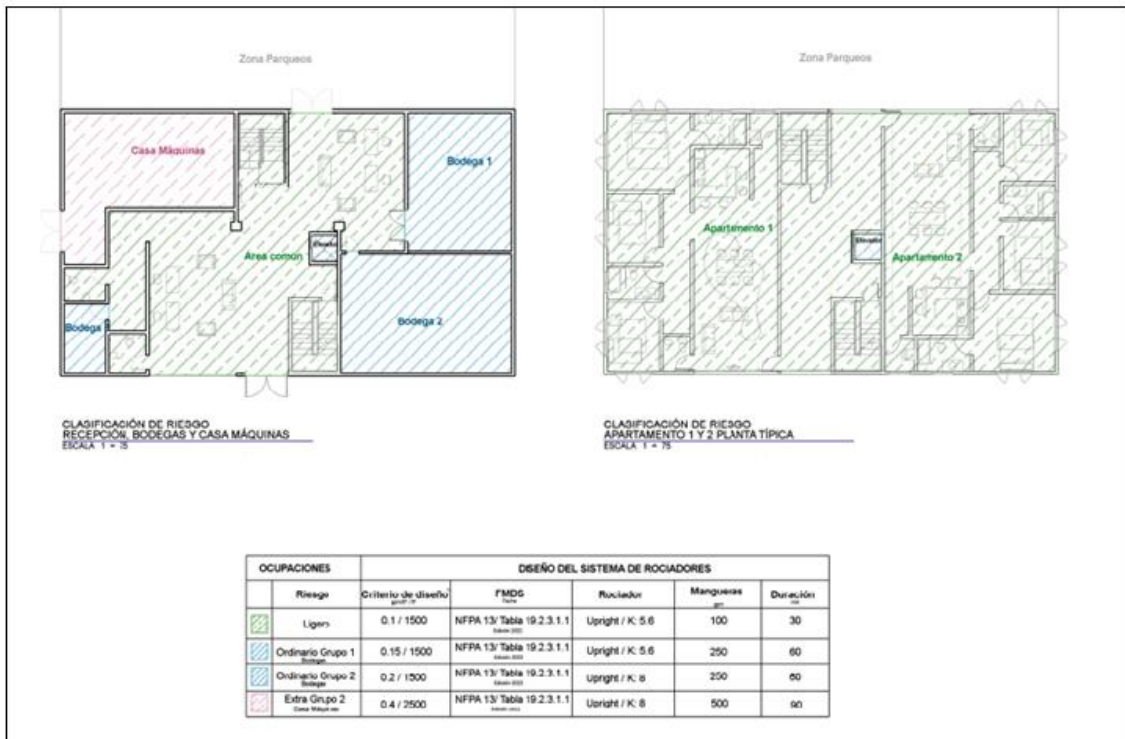 Zona Parqueos
Zona Parqueos
Casa Máquinas
Bodega 1
Elevador
Área común
Bodega
Bodega 2
Apartamento 1
Elevador
Apartamento 2
CLASIFICACIÓN DE RIESGO
RECEPCIÓN, BODEGAS Y CASA MÁQUINAS
ESCALA 1 = 75
CLASIFICACIÓN DE RIESGO
APARTAMENTO 1 Y 2 PLANTA TÍPICA
ESCALA 1 = 75
OCUPACIONES DISEÑO DEL SISTEMA DE ROCIADORES
Riesgo Criterio de diseño FMDS Rociador Mangueras Duración
gpm
Ligero 0.1 / 1500 NFPA 13/ Tabla 19.2.3.1.1 Upright / K: 5.6 100 30
Ordinario Grupo 1 0.15 / 1500 NFPA 13/ Tabla 19.2.3.1.1 Upright / K: 5.6 250 60
Bodegas
Ordinario Grupo 2 0.2 / 1500 NFPA 13/ Tabla 19.2.3.1.1 Upright / K: 8 250 60
Bodegas
Extra Grupo 2 0.4 / 2500 NFPA 13/ Tabla 19.2.3.1.1 Upright / K: 8 500 90
Casa Máquinas